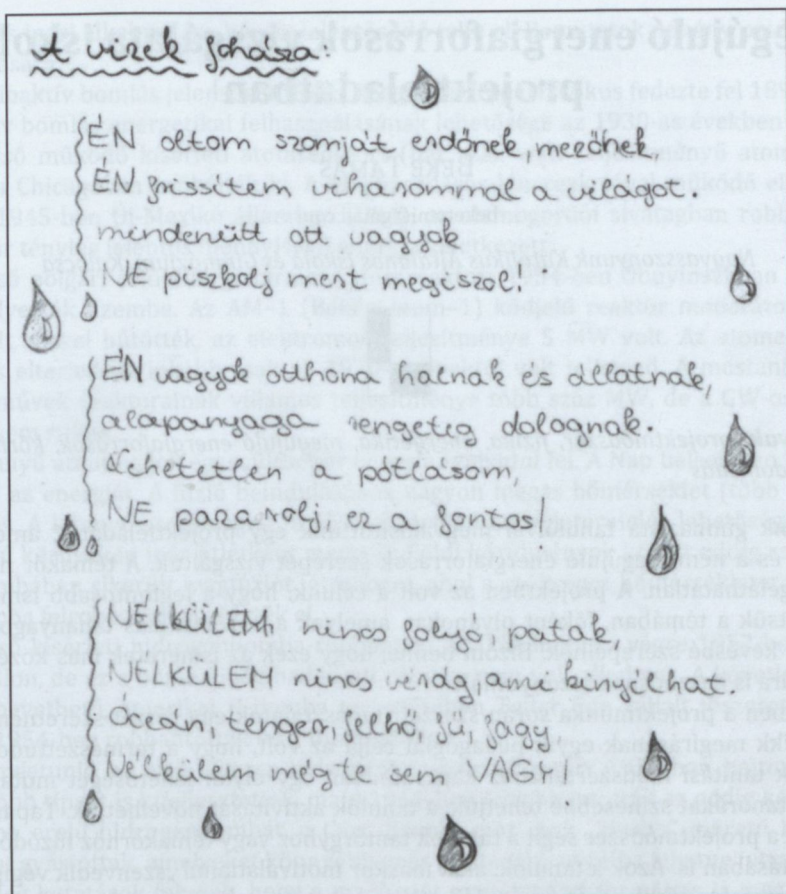 A vizek fohásza:
ÉN oltom szomját erdőnek, mezőnek,
ÉN frissítem viharommal a világot.
mindenütt ott vagyok
NE piszkolj mert megiszol!
ÉN vagyok otthona halnak és állatnak,
alapanyaga rengeteg dolognak.
Lehetetlen a pótlásom,
NE pazarolj, ez a fontos!
NÉLKÜLEM nincs folyó, patak,
NÉLKÜLEM nincs virág, ami kinyílhat.
Óceán, tenger, felhő, jég, fagy
Nélkülem még te sem VAGY!